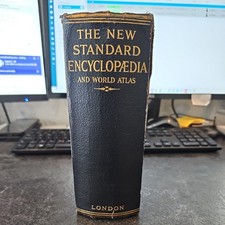 THE NEW
STANDARD
ENCYCLOPÆDIA
AND WORLD ATLAS
LONDON